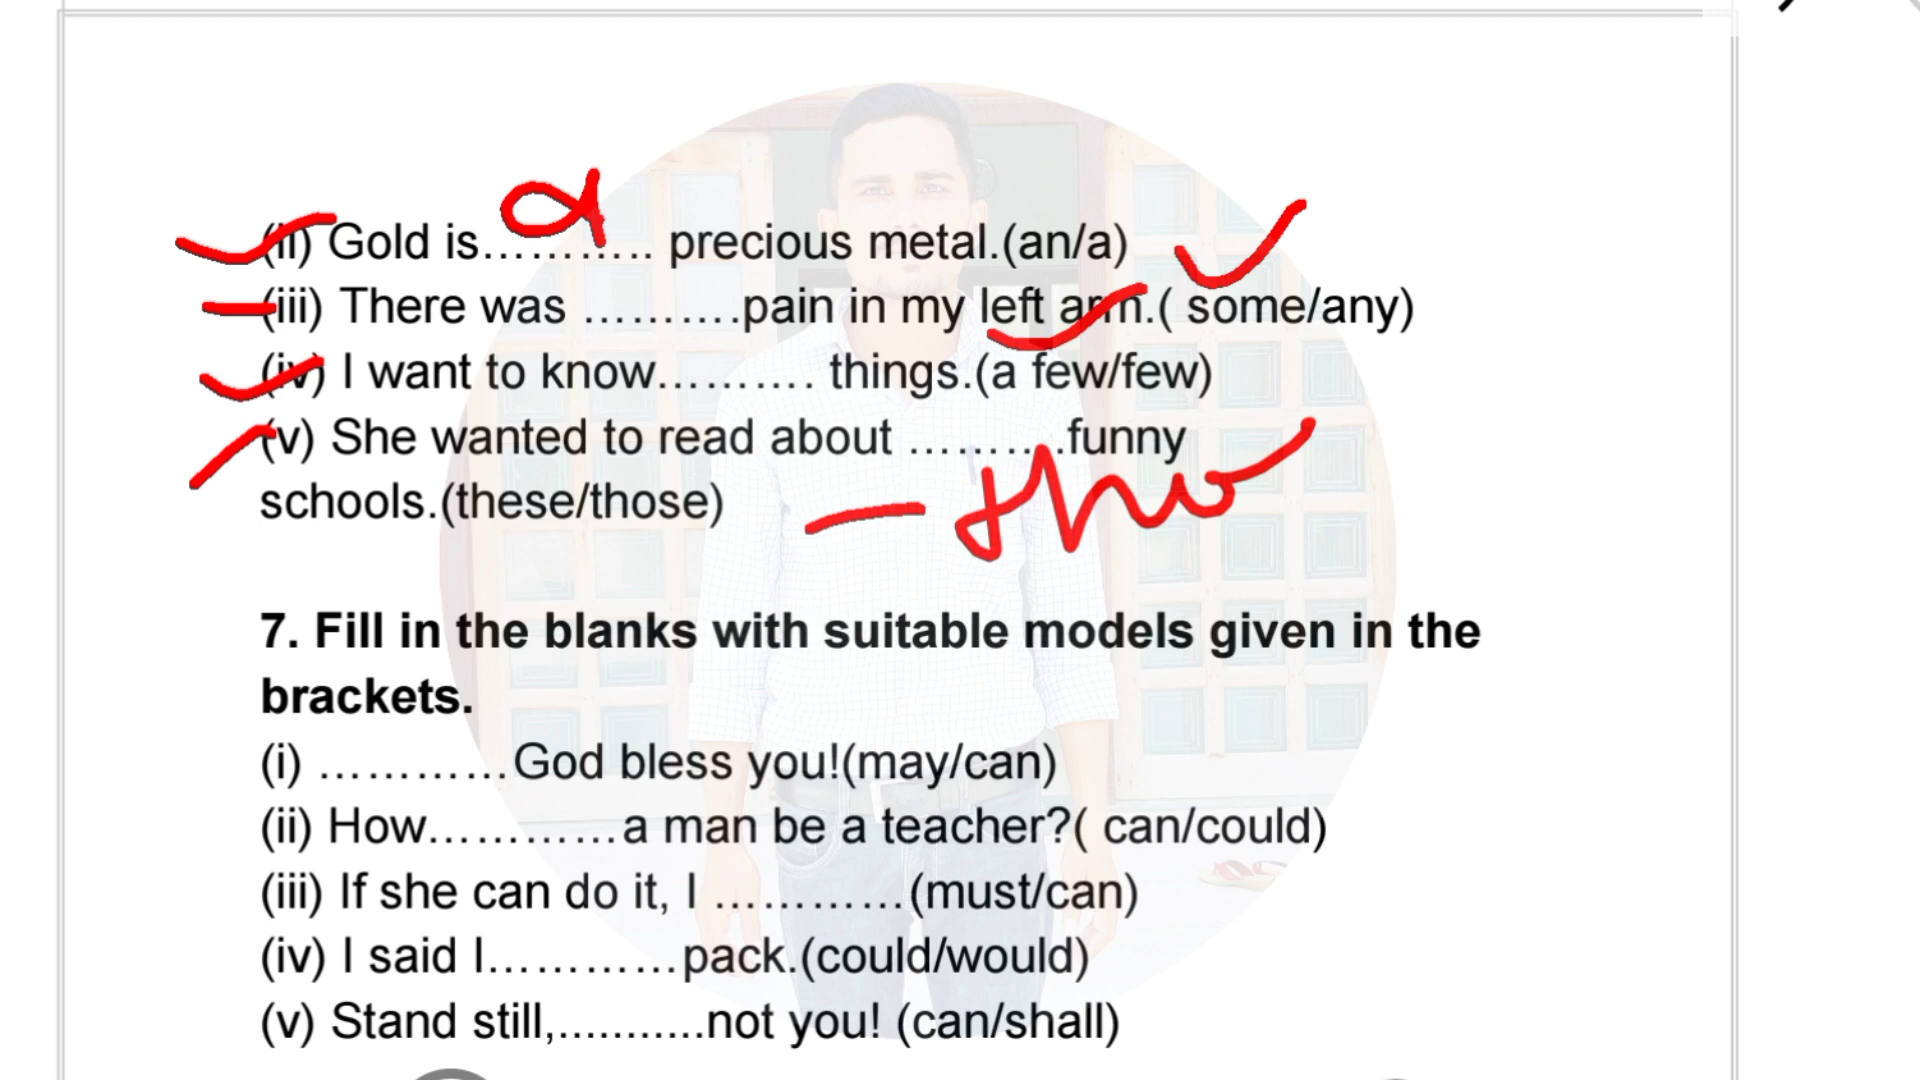 a
(ii) Gold is........... precious metal.(an/a)
(iii) There was ..........pain in my left arm.( some/any)
(iv) I want to know.......... things.(a few/few)
(v) She wanted to read about ..........funny
schools.(these/those)
7. Fill in the blanks with suitable models given in the
brackets.
(i) ............God bless you!(may/can)
(ii) How............a man be a teacher?( can/could)
(iii) If she can do it, I ............(must/can)
(iv) I said I............pack.(could/would)
(v) Stand still,...........not you! (can/shall)